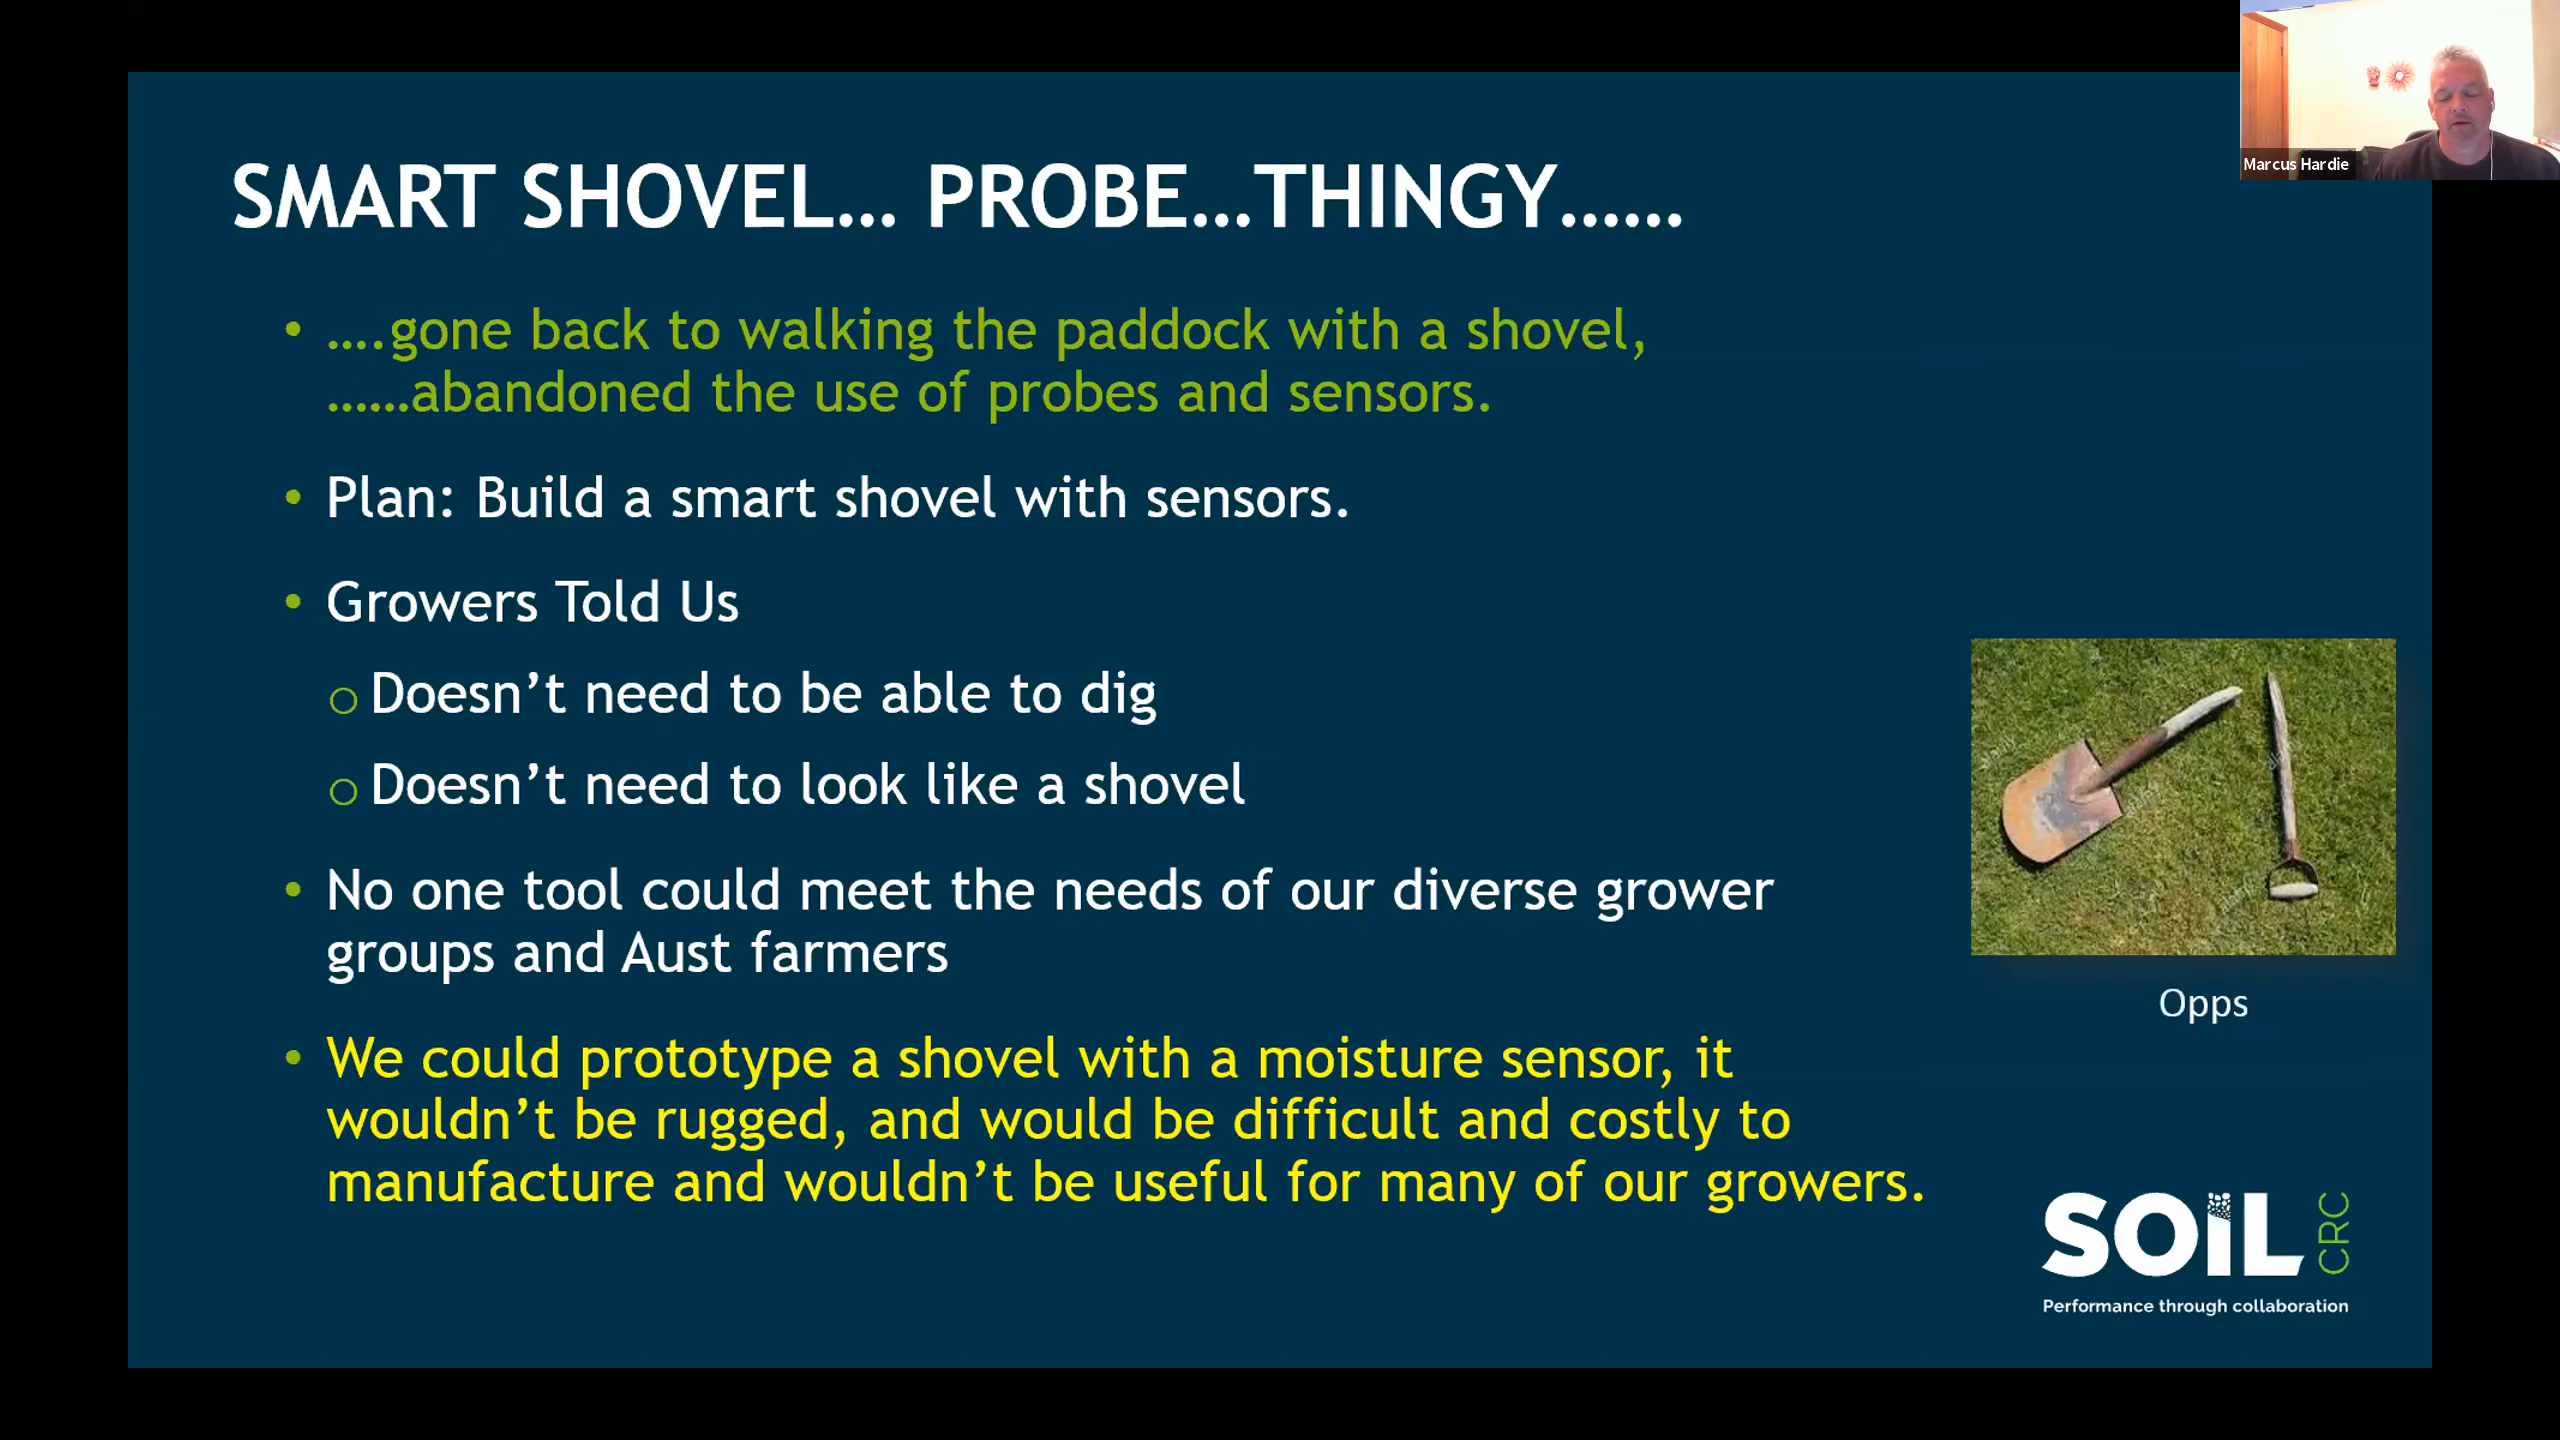 Marcus Hardie
SMART SHOVEL... PROBE...THINGY......
• ....gone back to walking the paddock with a shovel,
......abandoned the use of probes and sensors.
• Plan: Build a smart shovel with sensors.
• Growers Told Us
o Doesn’t need to be able to dig
o Doesn’t need to look like a shovel
• No one tool could meet the needs of our diverse grower
groups and Aust farmers
• We could prototype a shovel with a moisture sensor, it
wouldn’t be rugged, and would be difficult and costly to
manufacture and wouldn’t be useful for many of our growers.
Opps
SOiL CRC
Performance through collaboration